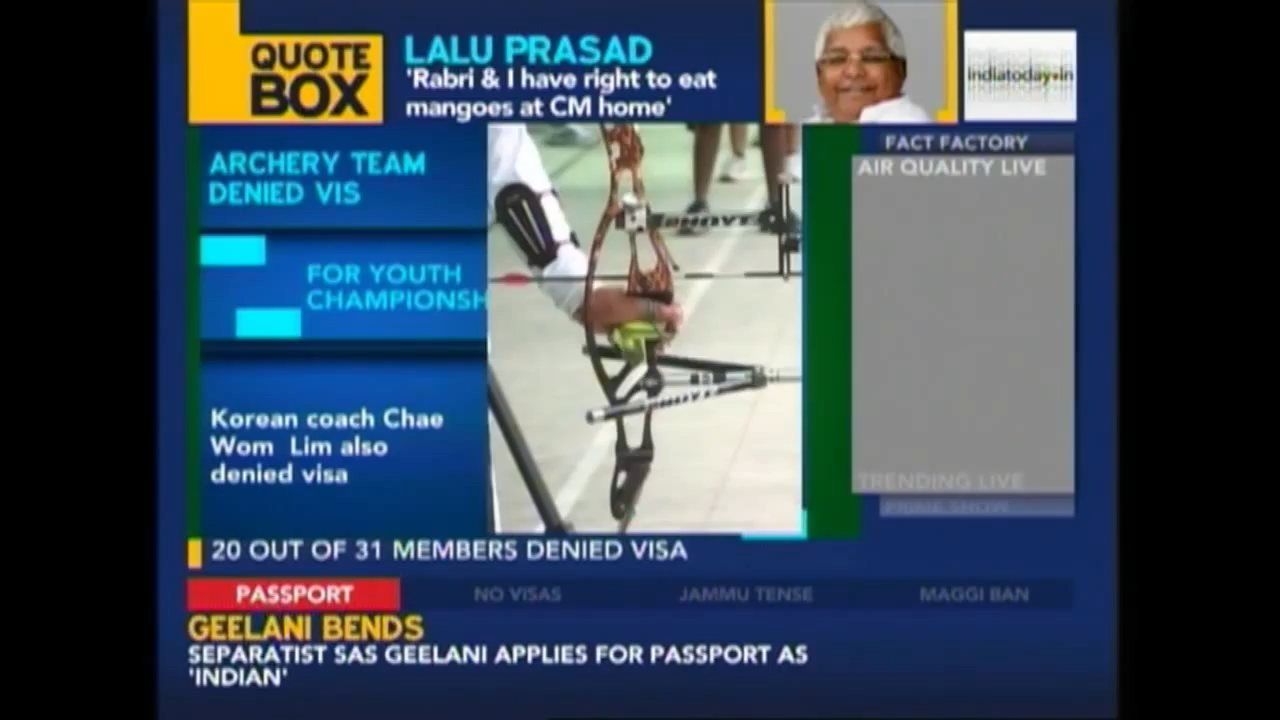 QUOTE
BOX
LALU PRASAD
'Rabri & I have right to eat
mangoes at CM home'
indiatoday.in
ARCHERY TEAM
DENIED VIS
FOR YOUTH
CHAMPIONSH
Korean coach Chae
Wom Lim also
denied visa
HOYT
FACT FACTORY
AIR QUALITY LIVE
TRENDING LIVE
PRIME SHOW
20 OUT OF 31 MEMBERS DENIED VISA
PASSPORT
NO VISAS
JAMMU TENSE
MAGGI BAN
GEELANI BENDS
SEPARATIST SAS GEELANI APPLIES FOR PASSPORT AS
'INDIAN'